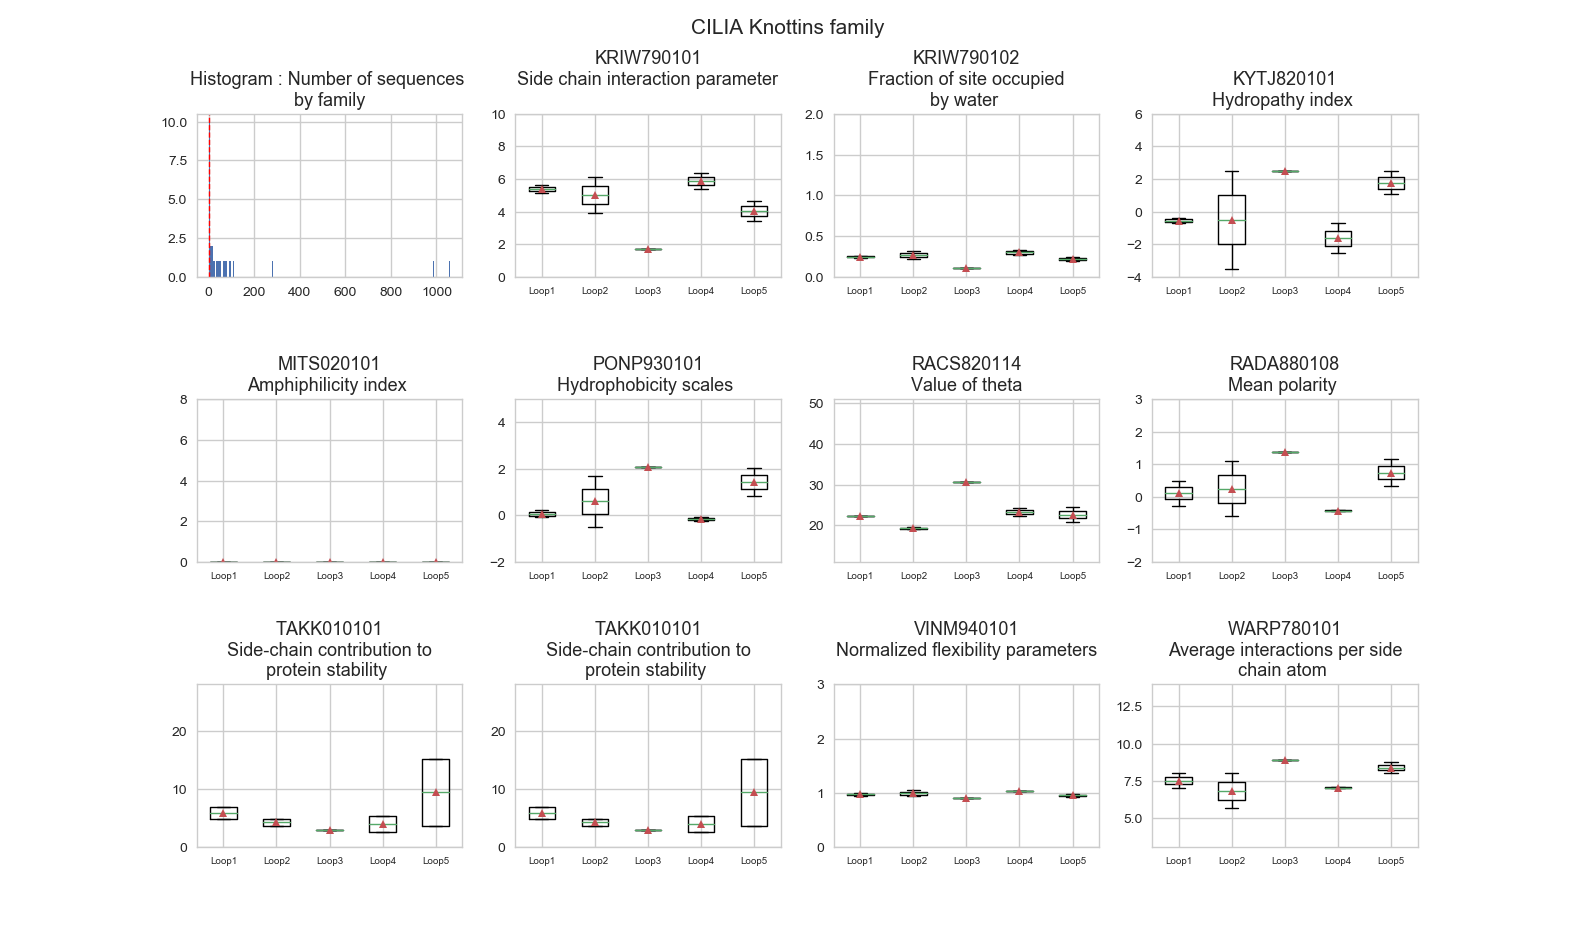 CILIA Knottins family
Histogram : Number of sequences
by family
10.0
7.5
5.0
2.5
0.0
0 200 400 600 800 1000
KRIW790101
Side chain interaction parameter
10
8
6
4
2
0
Loop1 Loop2 Loop3 Loop4 Loop5
KRIW790102
Fraction of site occupied
by water
2.0
1.5
1.0
0.5
0.0
Loop1 Loop2 Loop3 Loop4 Loop5
KYTJ820101
Hydropathy index
6
4
2
0
−2
−4
Loop1 Loop2 Loop3 Loop4 Loop5
MITS020101
Amphiphilicity index
8
6
4
2
0
Loop1 Loop2 Loop3 Loop4 Loop5
PONP930101
Hydrophobicity scales
4
2
0
−2
Loop1 Loop2 Loop3 Loop4 Loop5
RACS820114
Value of theta
50
40
30
20
Loop1 Loop2 Loop3 Loop4 Loop5
RADA880108
Mean polarity
3
2
1
0
−1
−2
Loop1 Loop2 Loop3 Loop4 Loop5
TAKK010101
Side-chain contribution to
protein stability
20
10
0
Loop1 Loop2 Loop3 Loop4 Loop5
TAKK010101
Side-chain contribution to
protein stability
20
10
0
Loop1 Loop2 Loop3 Loop4 Loop5
VINM940101
Normalized flexibility parameters
3
2
1
0
Loop1 Loop2 Loop3 Loop4 Loop5
WARP780101
Average interactions per side
chain atom
12.5
10.0
7.5
5.0
Loop1 Loop2 Loop3 Loop4 Loop5